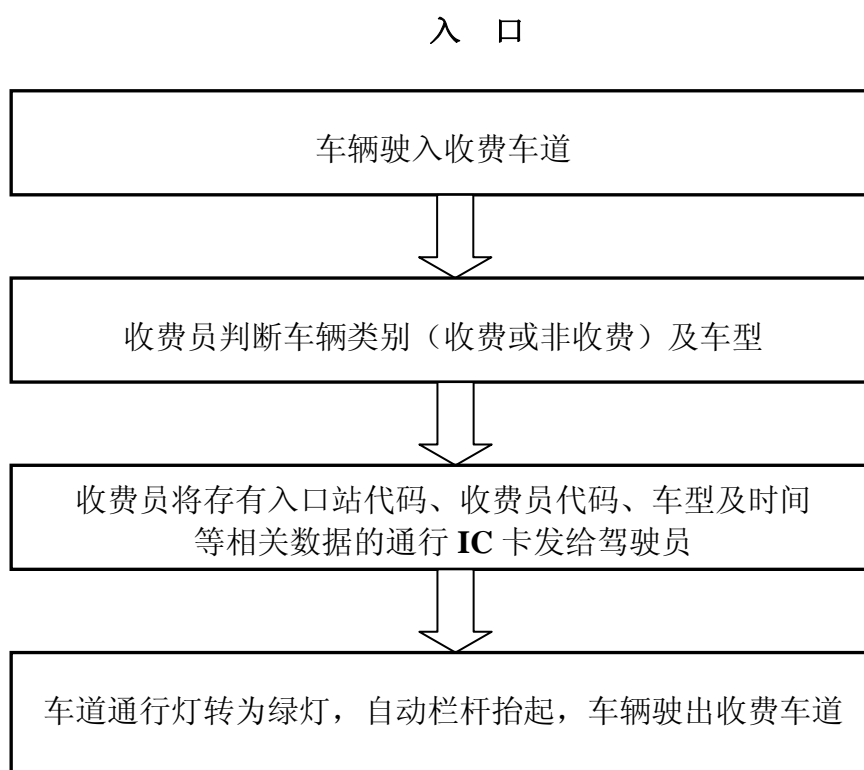 入 口
车辆驶入收费车道
收费员判断车辆类别（收费或非收费）及车型
收费员将存有入口站代码、收费员代码、车型及时间
等相关数据的通行 IC 卡发给驾驶员
车道通行灯转为绿灯，自动栏杆抬起，车辆驶出收费车道